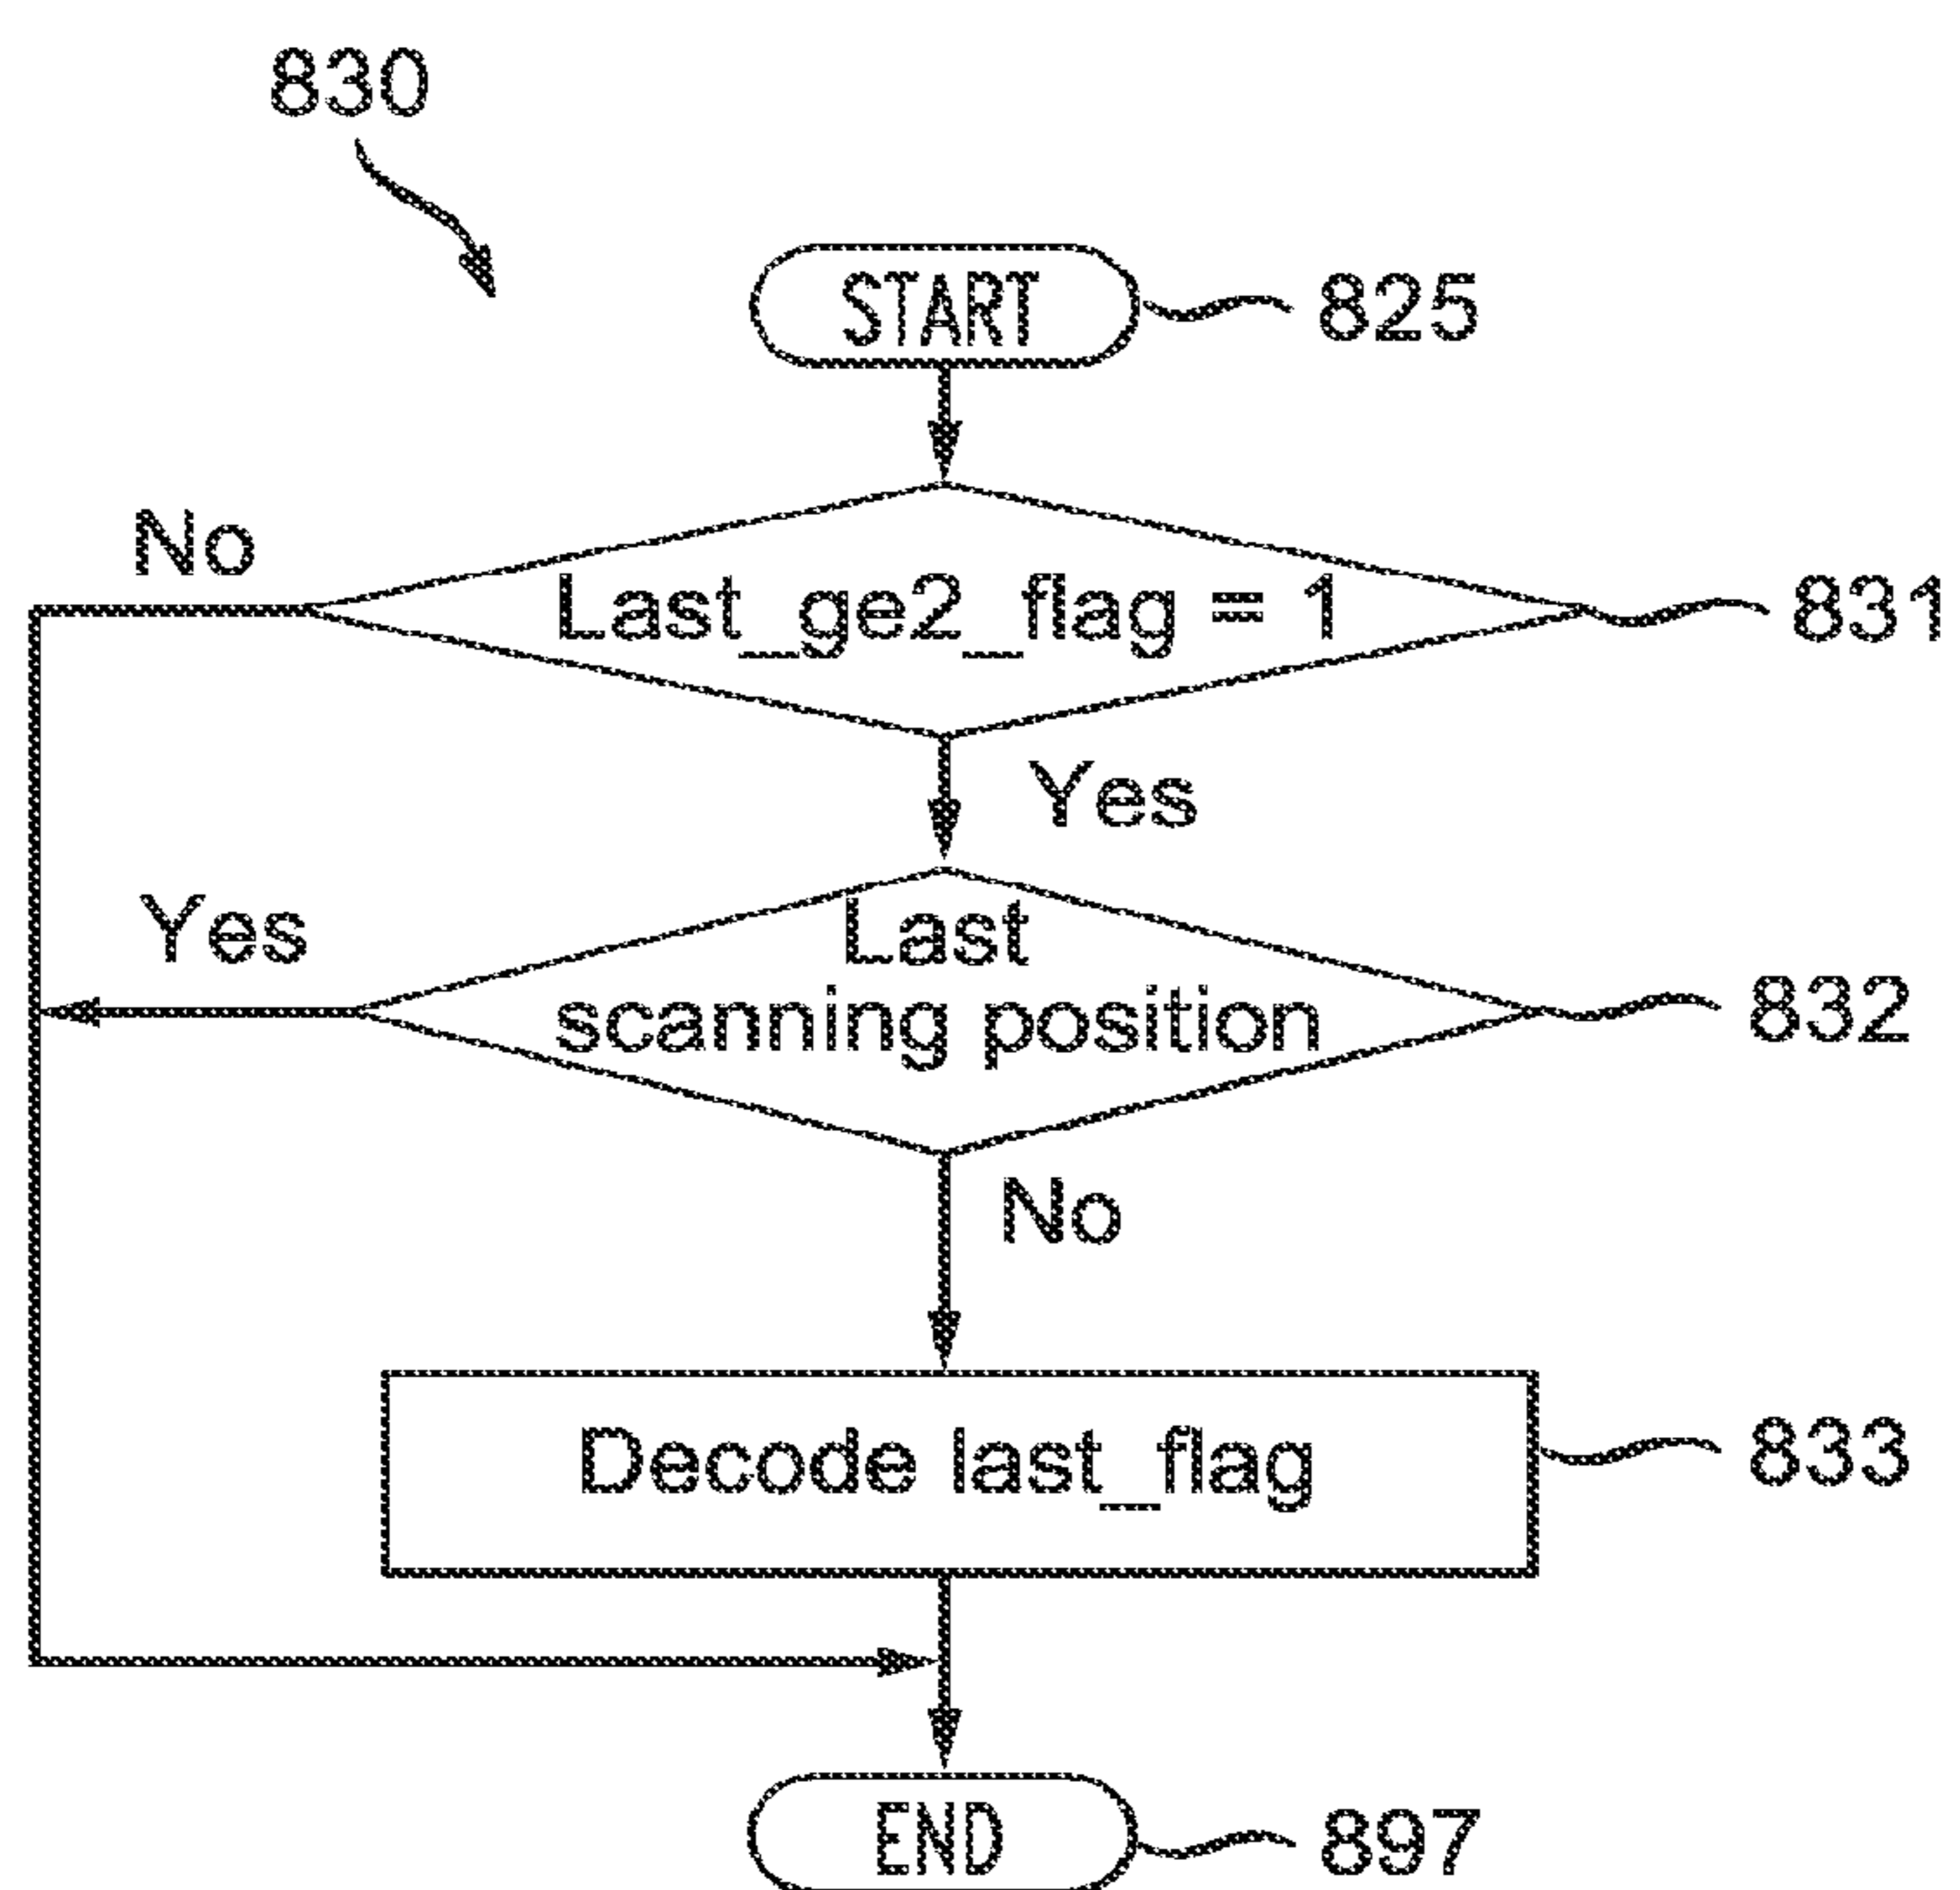 830
START
825
No
Last_ge2_flag = 1
831
Yes
Yes
Last
scanning position
832
No
Decode last_flag
833
END
897